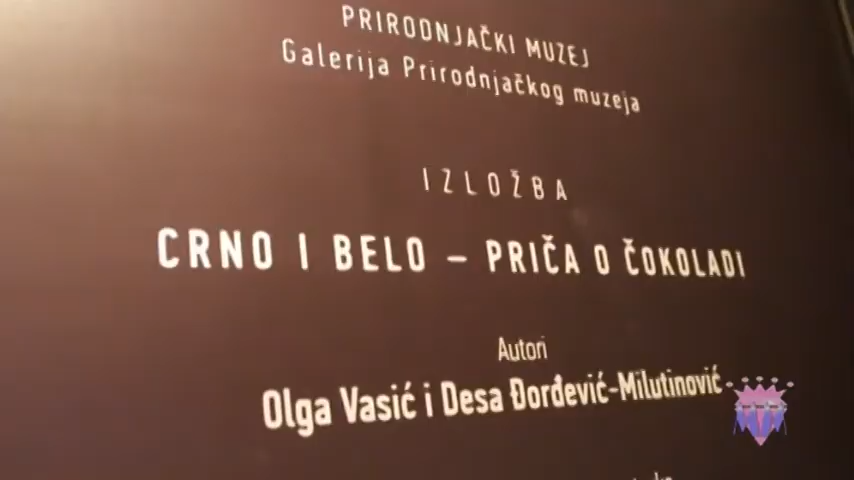 PRIRODNJAČKI MUZEJ
Galerija Prirodnjačkog muzeja
IZLOŽBA
CRNO I BELO – PRIČA O ČOKOLADI
Autori
Olga Vasić i Desa Đorđević-Milutinović